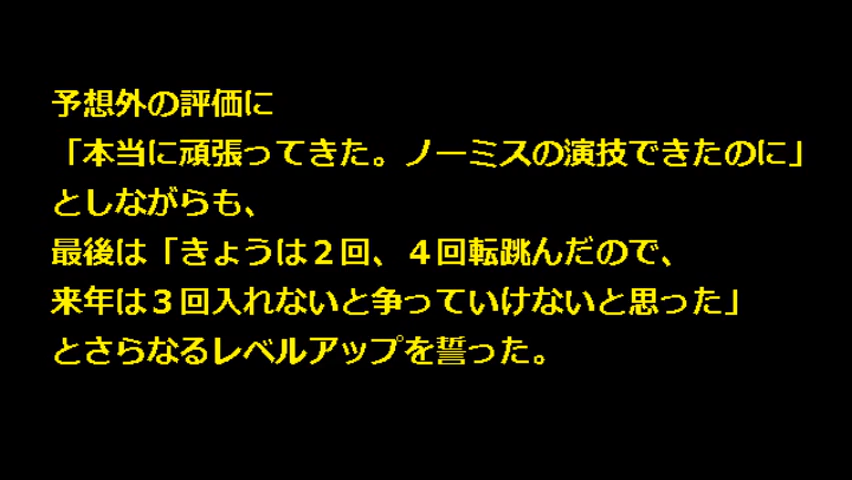 予想外の評価に
「本当に頑張ってきた。ノーミスの演技できたのに」
としながらも、
最後は「きょうは２回、４回転跳んだので、
来年は３回入れないと争っていけないと思った」
とさらなるレベルアップを誓った。